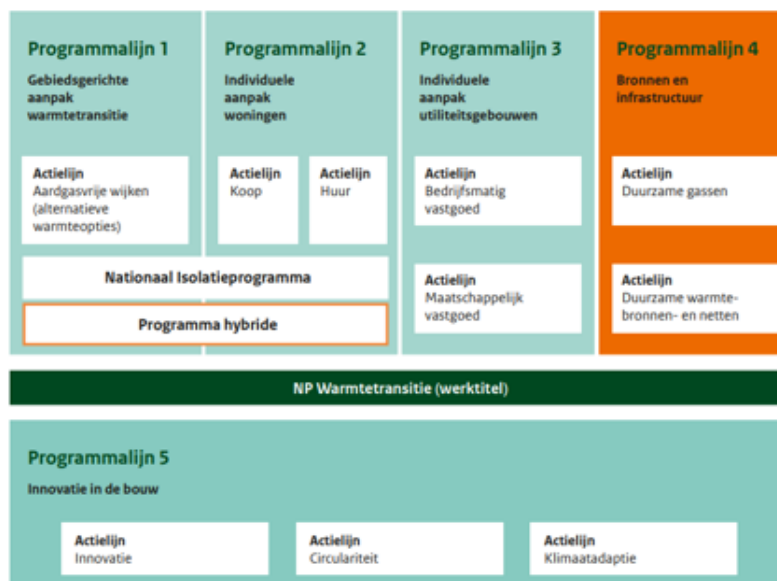 Programmalijn 1
Gebiedsgerichte
aanpak
warmtetransitie
Actielijn
Aardgasvrije wijken
(alternatieve
warmteopties)
Programmalijn 2
Individuele
aanpak
woningen
Actielijn
Koop
Actielijn
Huur
Nationaal Isolatieprogramma
Programma hybride
Programmalijn 3
Individuele
aanpak
utiliteitsgebouwen
Actielijn
Bedrijfsmatig
vastgoed
Actielijn
Maatschappelijk
vastgoed
Programmalijn 4
Bronnen en
infrastructuur
Actielijn
Duurzame gassen
Actielijn
Duurzame warmte-
bronnen- en netten
NP Warmtetransitie (werktitel)
Programmalijn 5
Innovatie in de bouw
Actielijn
Innovatie
Actielijn
Circulariteit
Actielijn
Klimaatadaptie